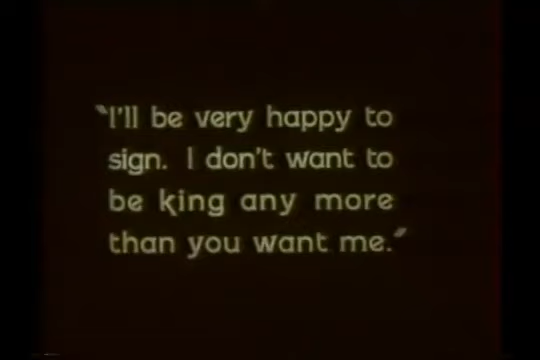 "I'll be very happy to
sign. I don't want to
be king any more
than you want me."